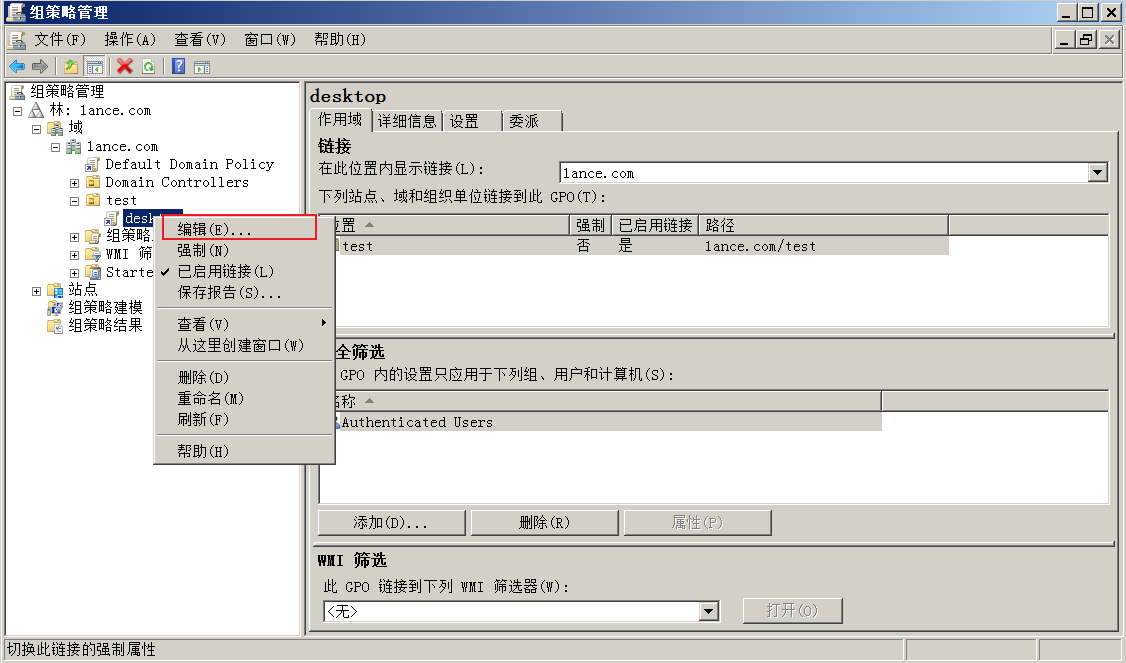 组策略管理
文件(F) 操作(A) 查看(V) 窗口(W) 帮助(H)
组策略管理
林: lance.com
域
lance.com
Default Domain Policy
Domain Controllers
test
组策略
WMI 筛
Starte
站点
组策略建模
组策略结果
编辑(E)...
强制(N)
已启用链接(L)
保存报告(S)...
查看(V)
从这里创建窗口(W)
删除(D)
重命名(M)
刷新(F)
帮助(H)
desktop
作用域 详细信息 设置 委派
链接
在此位置内显示链接(L): lance.com
下列站点、域和组织单位链接到此 GPO(T):
置 强制 已启用链接 路径
test 否 是 lance.com/test
全筛选
GPO 内的设置只应用于下列组、用户和计算机(S):
称
Authenticated Users
添加(D)... 删除(R) 属性(P)
WMI 筛选
此 GPO 链接到下列 WMI 筛选器(W):
<无> 打开(O)
切换此链接的强制属性